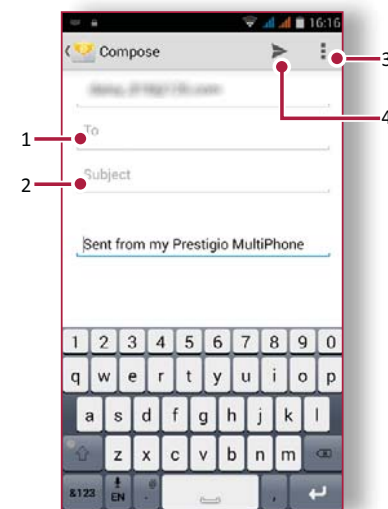 16:16
Compose
3
4
1
To
2
Subject
Sent from my Prestigio MultiPhone
1 2 3 4 5 6 7 8 9 0
q w e r t y u i o p
a s d f g h j k l
z x c v b n m
&123 EN . ,